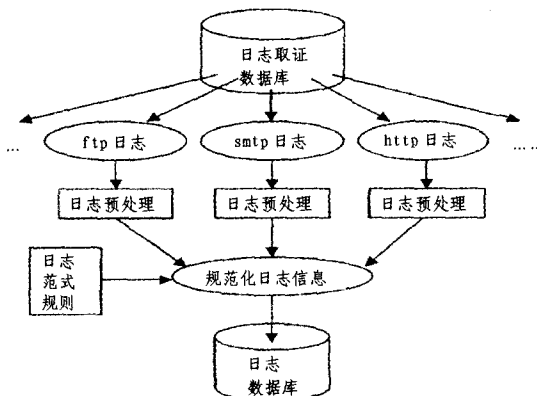 日志取证
数据库
...
ftp 日志
smtp 日志
http 日志
... ...
日志预处理
日志预处理
日志预处理
日志
范式
规则
规范化日志信息
日志
数据库